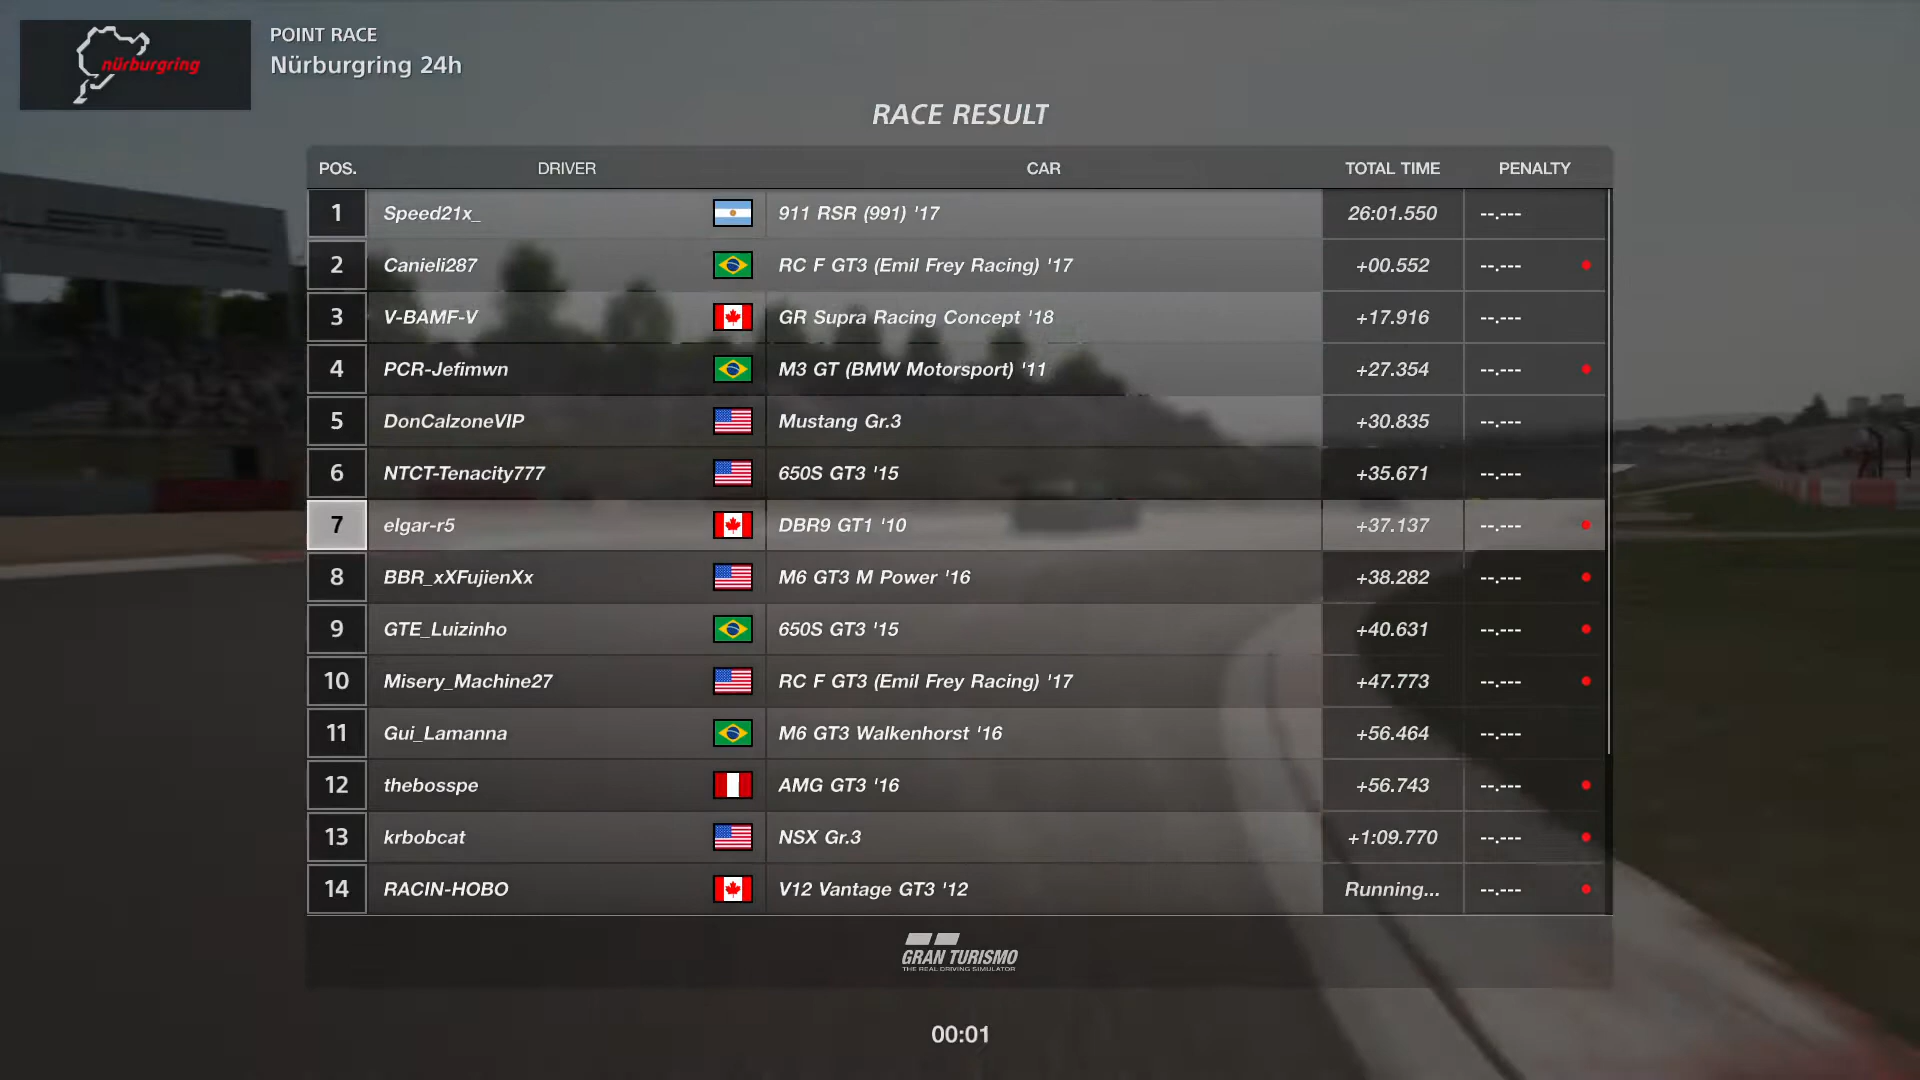 nürburgring
POINT RACE
Nürburgring 24h
RACE RESULT
POS. DRIVER CAR TOTAL TIME PENALTY
1 Speed21x_ 911 RSR (991) '17 26:01.550 --.---
2 Canieli287 RC F GT3 (Emil Frey Racing) '17 +00.552 --.---
3 V-BAMF-V GR Supra Racing Concept '18 +17.916 --.---
4 PCR-Jefimwn M3 GT (BMW Motorsport) '11 +27.354 --.---
5 DonCalzoneVIP Mustang Gr.3 +30.835 --.---
6 NTCT-Tenacity777 650S GT3 '15 +35.671 --.---
7 elgar-r5 DBR9 GT1 '10 +37.137 --.---
8 BBR_xXFujienXx M6 GT3 M Power '16 +38.282 --.---
9 GTE_Luizinho 650S GT3 '15 +40.631 --.---
10 Misery_Machine27 RC F GT3 (Emil Frey Racing) '17 +47.773 --.---
11 Gui_Lamanna M6 GT3 Walkenhorst '16 +56.464 --.---
12 thebosspe AMG GT3 '16 +56.743 --.---
13 krbobcat NSX Gr.3 +1:09.770 --.---
14 RACIN-HOBO V12 Vantage GT3 '12 Running... --.---
GRAN TURISMO
THE REAL DRIVING SIMULATOR
00:01